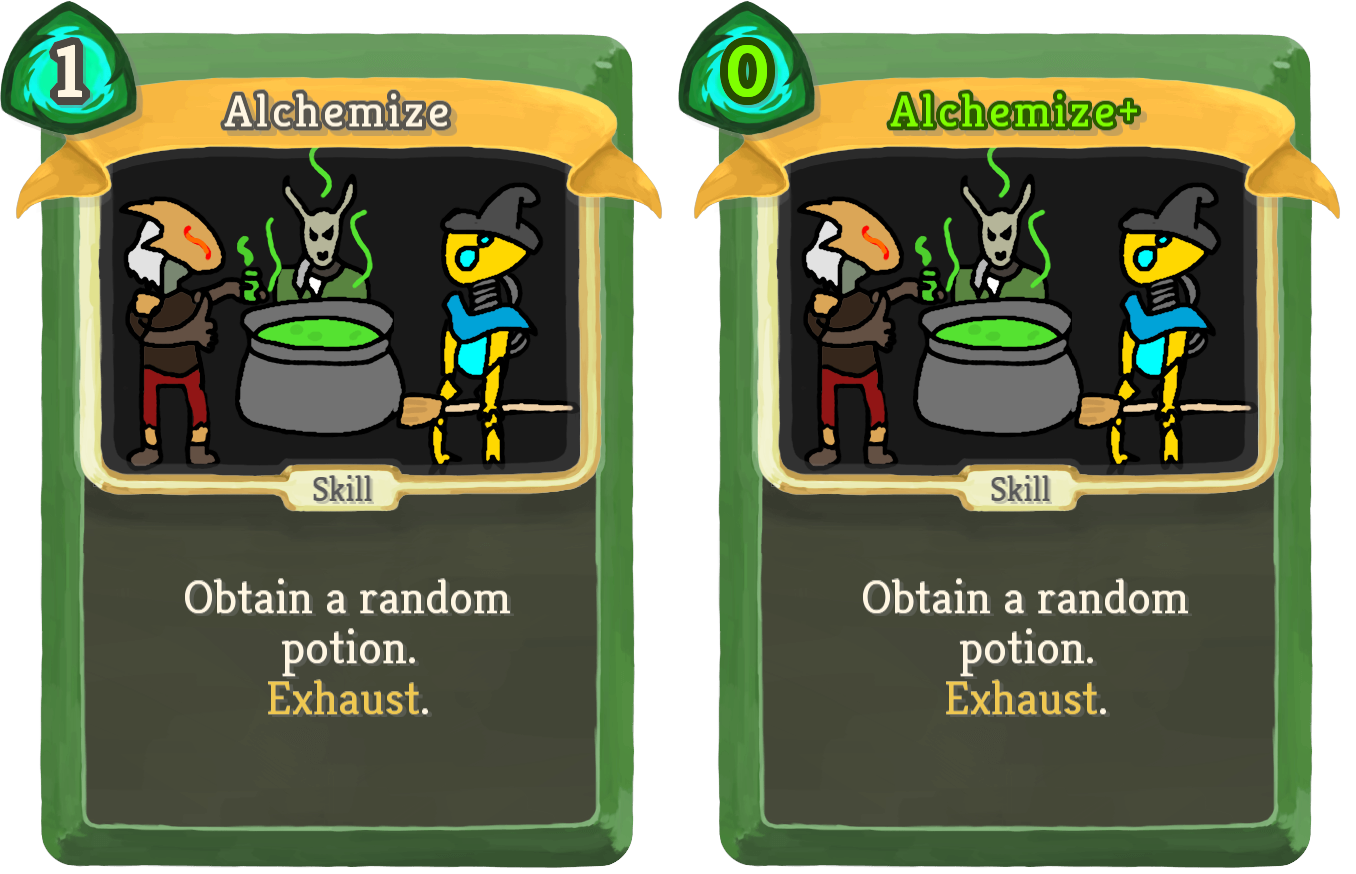 1
Alchemize
Skill
Obtain a random
potion.
Exhaust.
0
Alchemize+
Skill
Obtain a random
potion.
Exhaust.